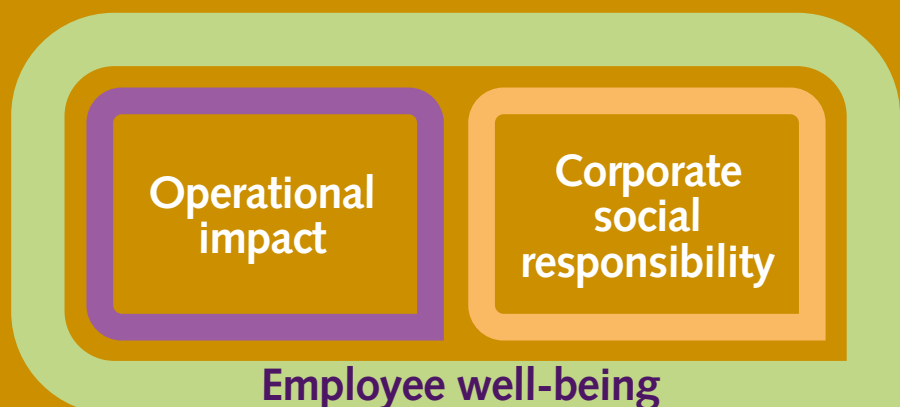 Operational
impact
Corporate
social
responsibility
Employee well-being